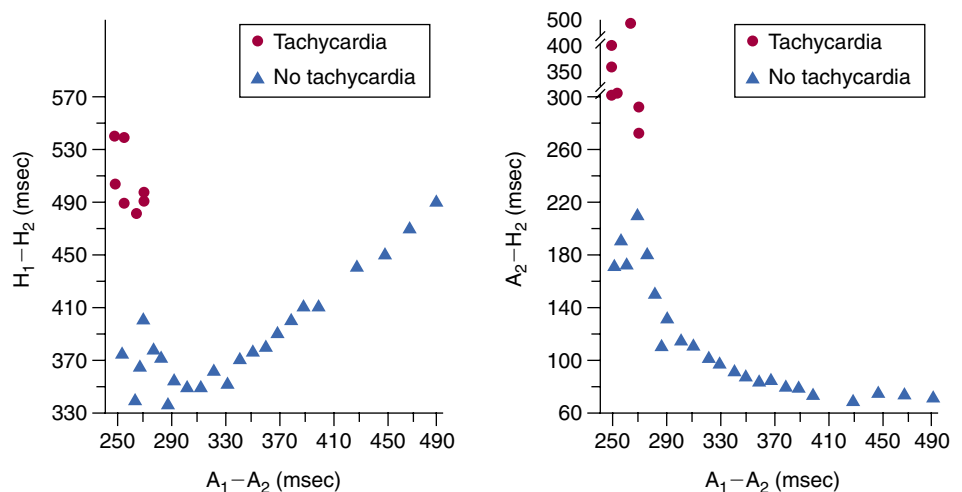 Tachycardia
No tachycardia
570
530
490
450
410
370
330
H₁–H₂ (msec)
250 290 330 370 410 450 490
A₁–A₂ (msec)
Tachycardia
No tachycardia
500
400
350
300
260
220
180
140
100
60
A₂–H₂ (msec)
250 290 330 370 410 450 490
A₁–A₂ (msec)